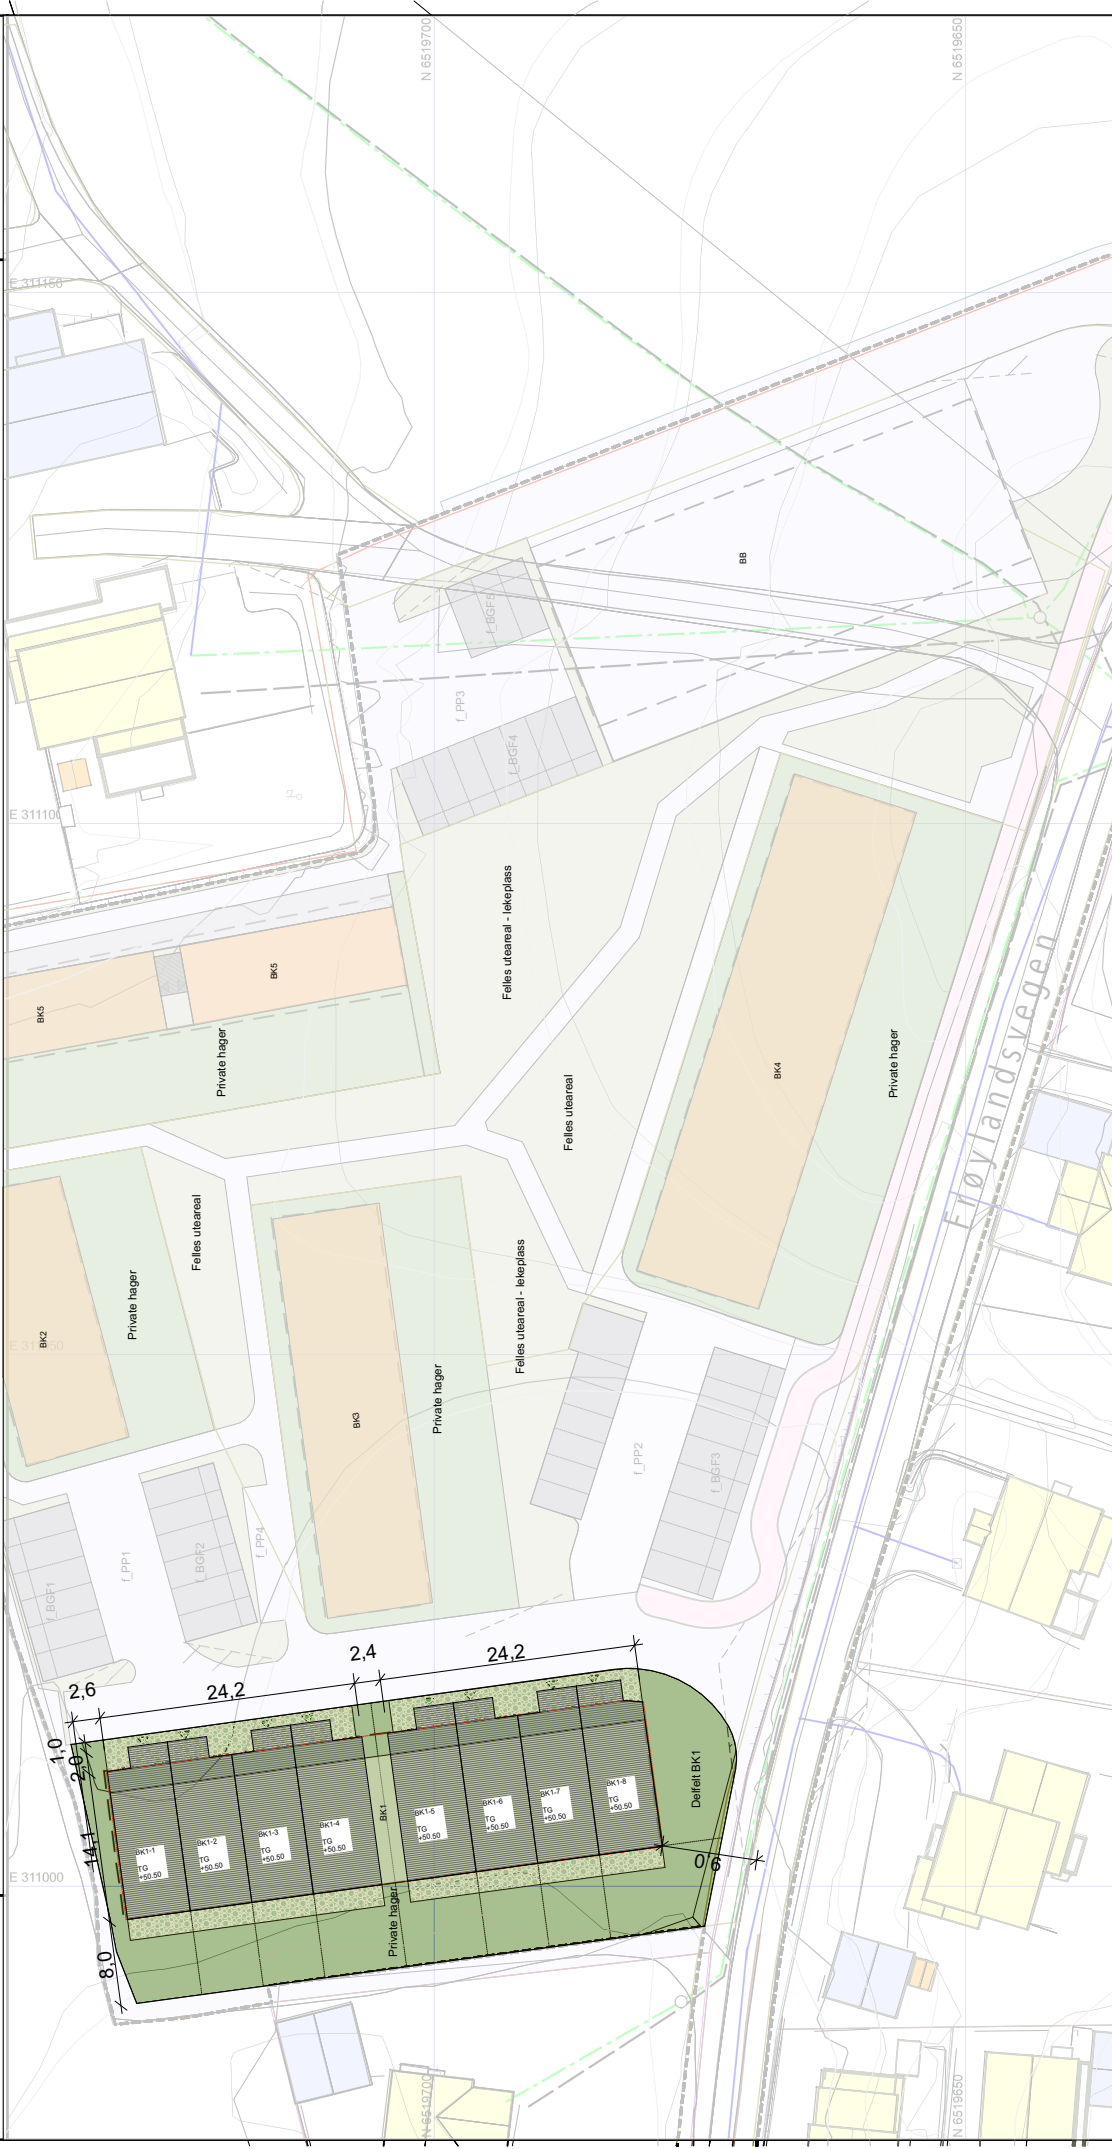 N 6519700
N 6519650
E 311150
BB
f_BGF5
f_PP3
f_BGF4
E 311100
Felles uteareal - lekeplass
BK5
BK5
Private hager
Felles uteareal
BK4
Private hager
Frøylandsvegen
Felles uteareal
Private hager
BK2
Felles uteareal - lekeplass
Private hager
BK3
f_PP2
f_BGF3
f_BGF1
f_PP1
f_BGF2
f_PP4
2,4
24,2
2,6
24,2
1,0
2,0
14,1
8,0
9,0
BK1-1
TG
+50.50
BK1-2
TG
+50.50
BK1-3
TG
+50.50
BK1-4
TG
+50.50
BK1
BK1-5
TG
+50.50
BK1-6
TG
+50.50
BK1-7
TG
+50.50
BK1-8
TG
+50.50
Delfelt BK1
Private hager
E 311000
N 6519700
N 6519650